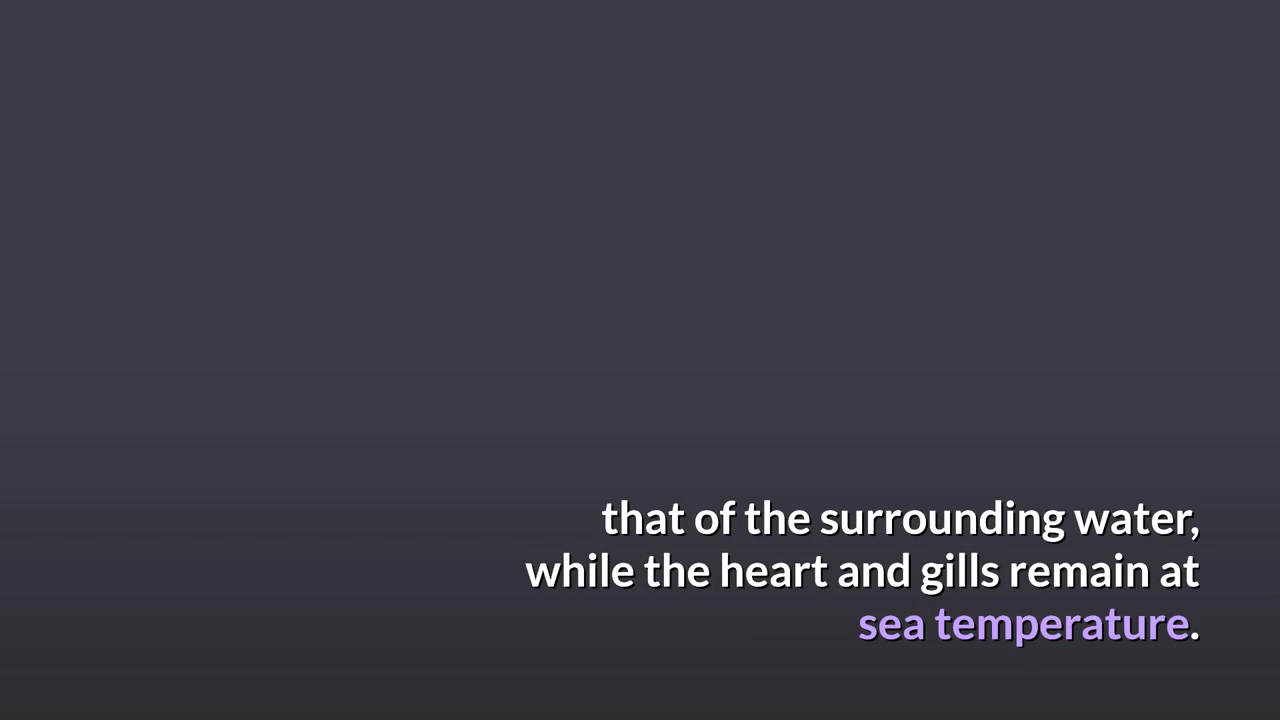 that of the surrounding water,
while the heart and gills remain at
sea temperature.